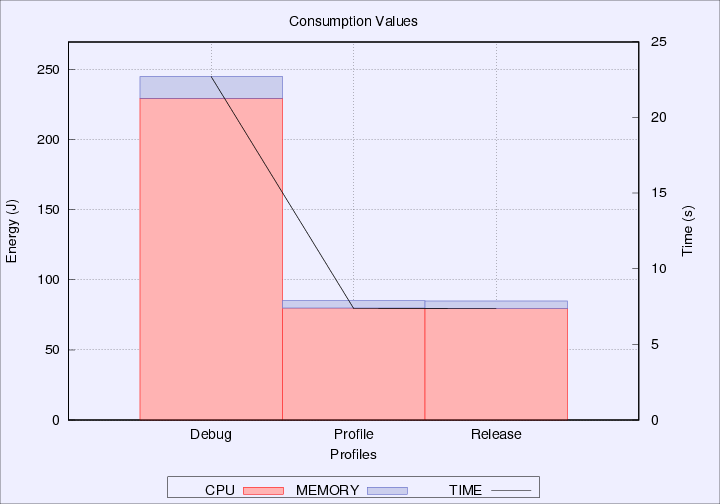 Consumption Values
250
200
150
100
50
0
Energy (J)
25
20
15
10
5
0
Time (s)
Debug Profile Release
Profiles
CPU MEMORY TIME